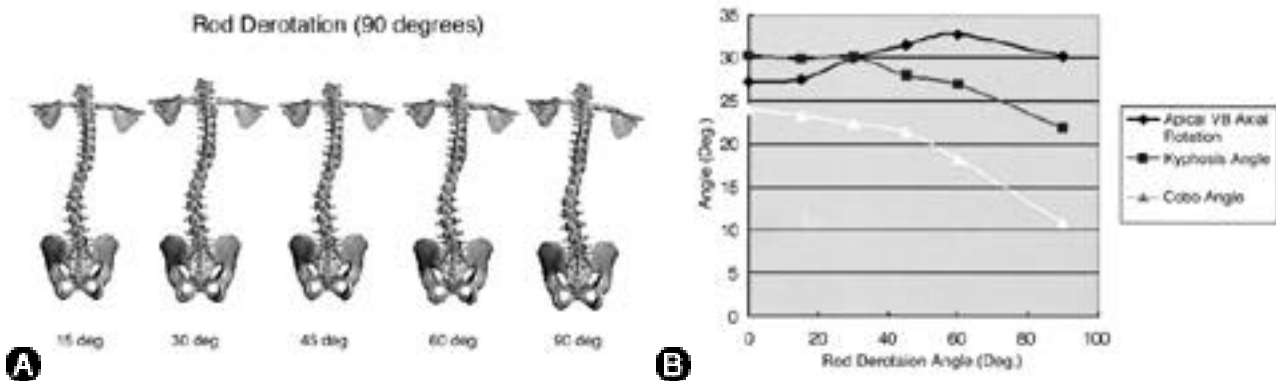 Rod Derotation (90 degrees)
15 deg
30 deg
45 deg
60 deg
90 deg
A
35
30
25
20
15
10
5
0
0 20 40 60 80 100
Angle (Deg.)
Rod Derotaion Angle (Deg.)
Apical VB Axial
Rotation
Kyphosis Angle
Cobb Angle
B